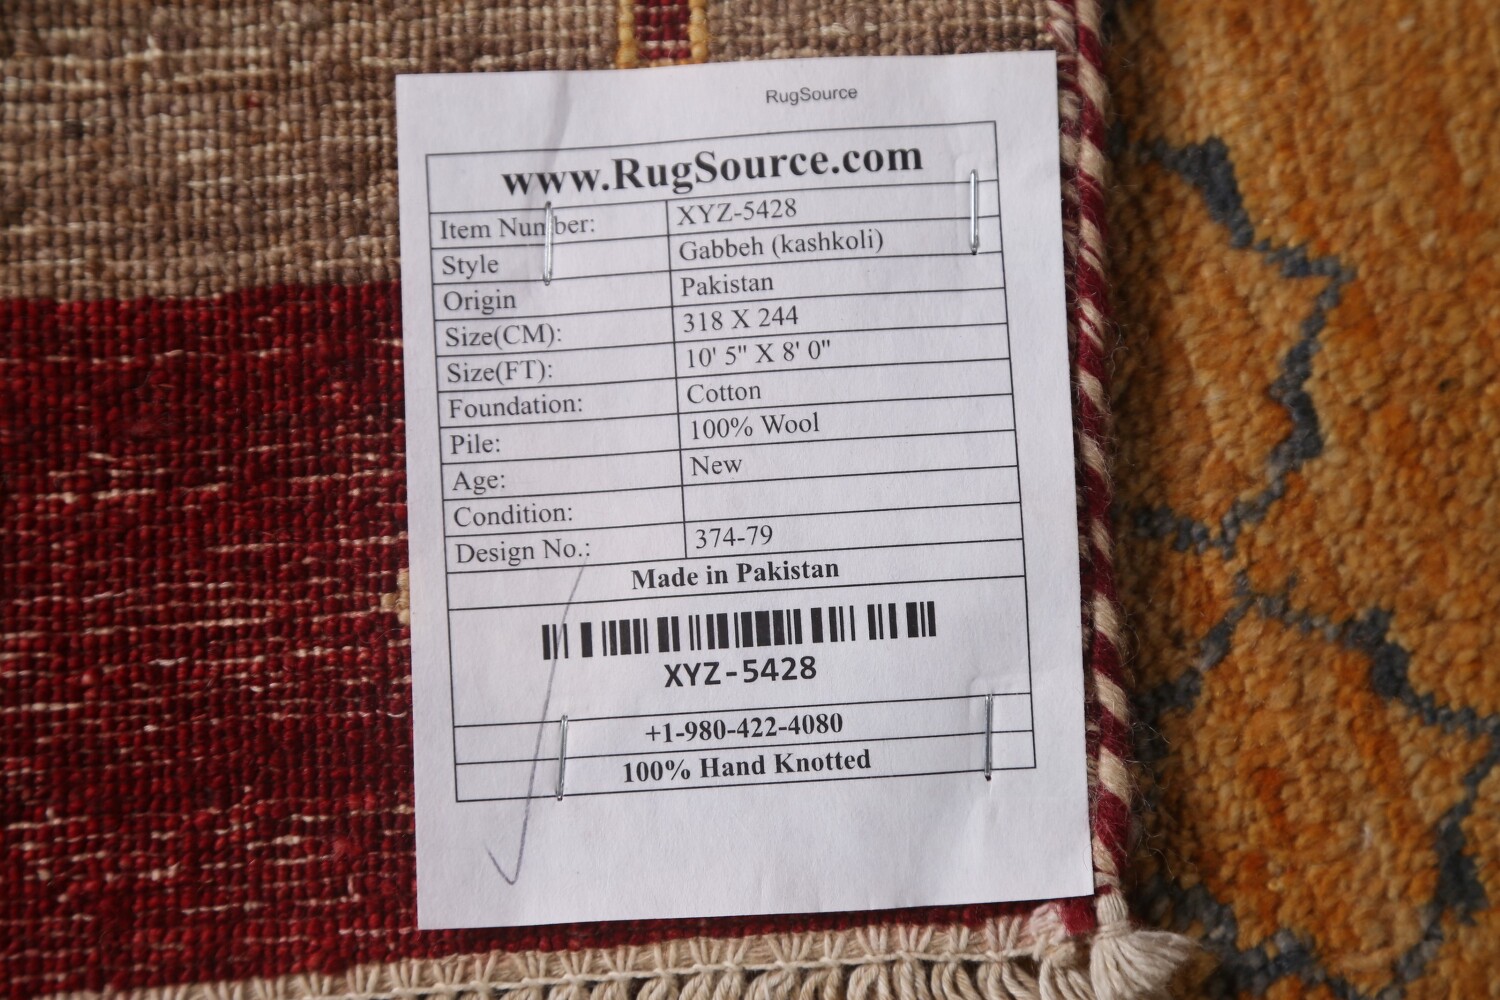 RugSource
www.RugSource.com
Item Number: XYZ-5428
Style Gabbeh (kashkoli)
Origin Pakistan
Size(CM): 318 X 244
Size(FT): 10' 5" X 8' 0"
Foundation: Cotton
Pile: 100% Wool
Age: New
Condition:
Design No.: 374-79
Made in Pakistan
XYZ-5428
+1-980-422-4080
100% Hand Knotted